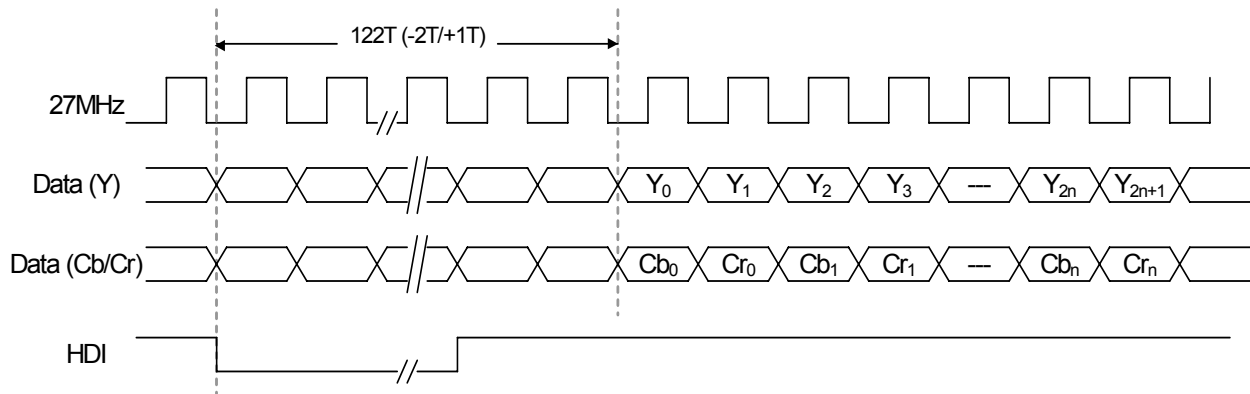 122T (-2T/+1T)
27MHz
Data (Y) Y0 Y1 Y2 Y3 --- Y2n Y2n+1
Data (Cb/Cr) Cb0 Cr0 Cb1 Cr1 --- Cbn Crn
HDI